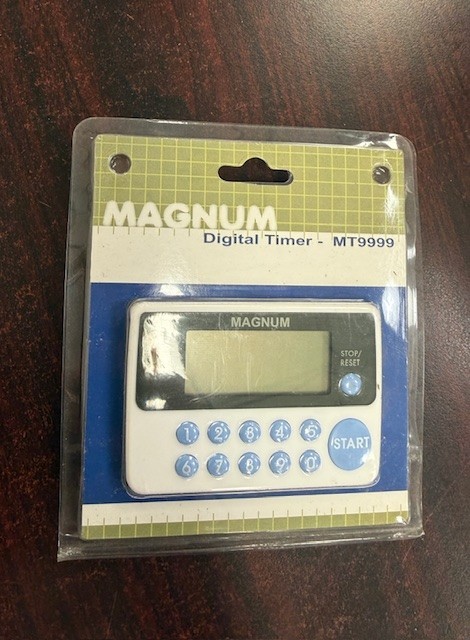 MAGNUM
Digital Timer - MT9999
MAGNUM
STOP/
RESET
1 2 3 4 5
START
6 7 8 9 0